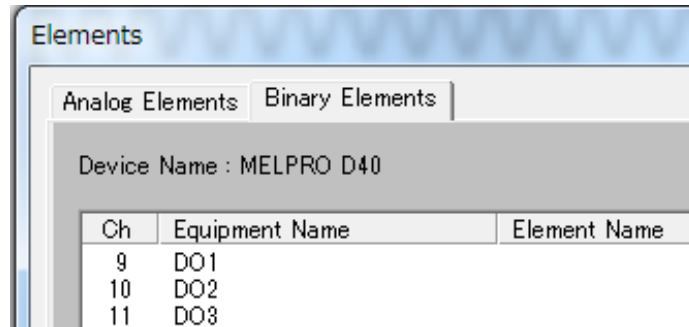 Elements
Analog Elements Binary Elements
Device Name : MELPRO D40
Ch Equipment Name Element Name
9 DO1
10 DO2
11 DO3